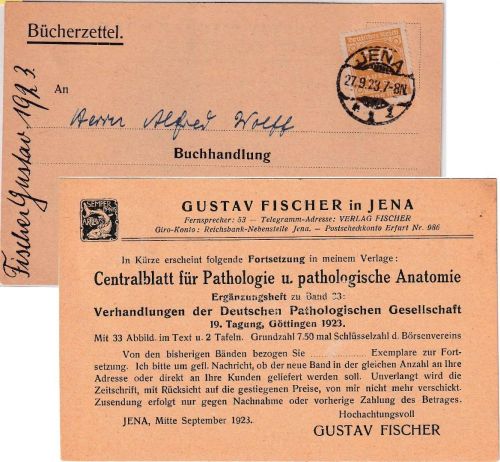 Bücherzettel.
Deutsches Reich
JENA
27.9.23.7-8N.
An
Herrn Alfred Wolff
Buchhandlung
Fischer Gustav 1923
SEMPER
GUSTAV FISCHER in JENA
Fernsprecher: 53 — Telegramm-Adresse: VERLAG FISCHER
Giro-Konto: Reichsbank-Nebenstelle Jena. — Postscheckkonto Erfurt Nr. 986
In Kürze erscheint folgende Fortsetzung in meinem Verlage:
Centralblatt für Pathologie u. pathologische Anatomie
Ergänzungsheft zu Band 33:
Verhandlungen der Deutschen Pathologischen Gesellschaft
19. Tagung, Göttingen 1923.
Mit 33 Abbild. im Text u. 2 Tafeln. Grundzahl 7.50 mal Schlüsselzahl d. Börsenvereins
Von den bisherigen Bänden bezogen Sie Exemplare zur Fort-
setzung. Ich bitte um gefl. Nachricht, ob der neue Band in der gleichen Anzahl an Ihre
Adresse oder direkt an Ihre Kunden geliefert werden soll. Unverlangt wird die
Zeitschrift, mit Rücksicht auf die gestiegenen Preise, von mir nicht mehr verschickt.
Zusendung erfolgt nur gegen Nachnahme oder vorherige Zahlung des Betrages.
Hochachtungsvoll
JENA, Mitte September 1923.
GUSTAV FISCHER